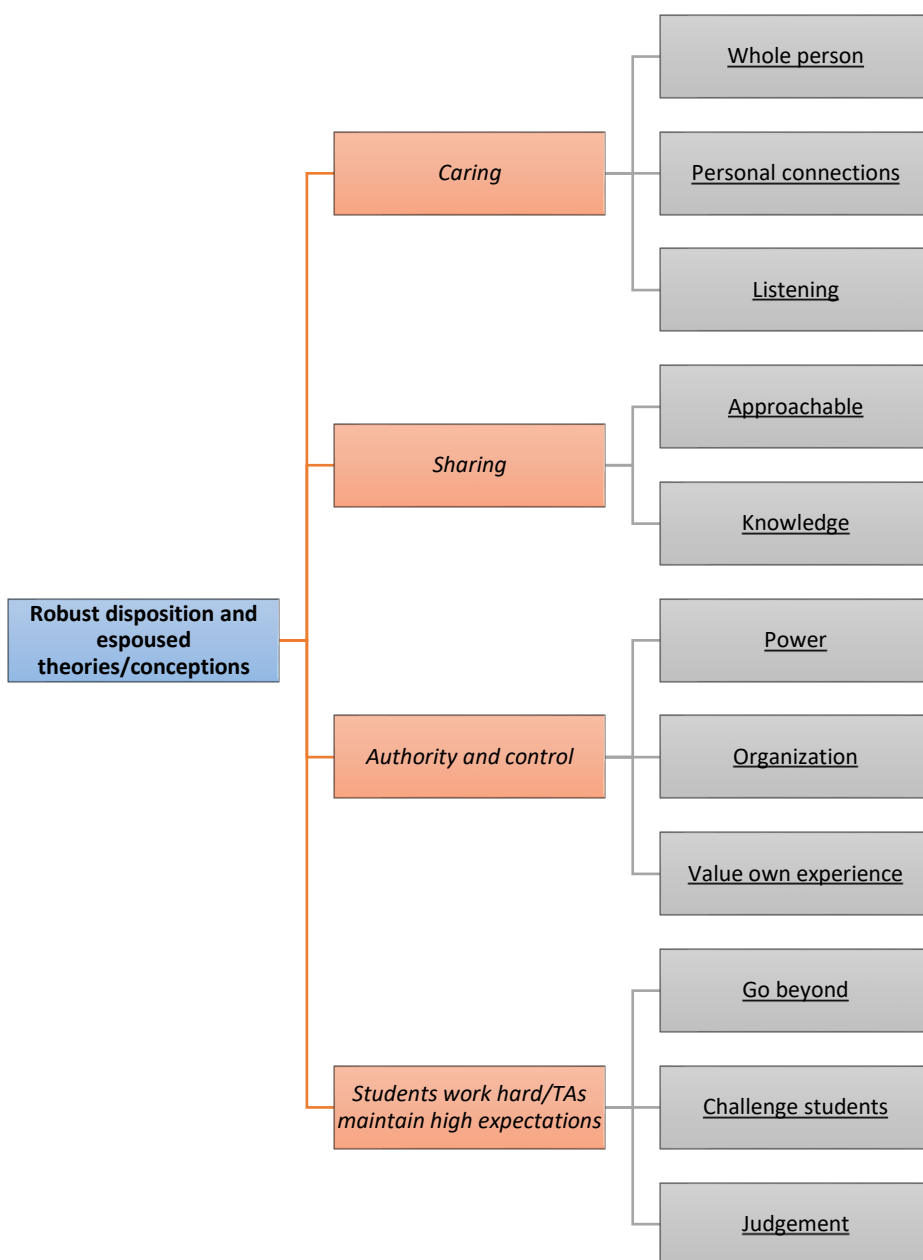 Whole person
Caring
Personal connections
Listening
Approachable
Sharing
Knowledge
Robust disposition and
espoused
theories/conceptions
Power
Authority and control
Organization
Value own experience
Go beyond
Students work hard/TAs
maintain high expectations
Challenge students
Judgement